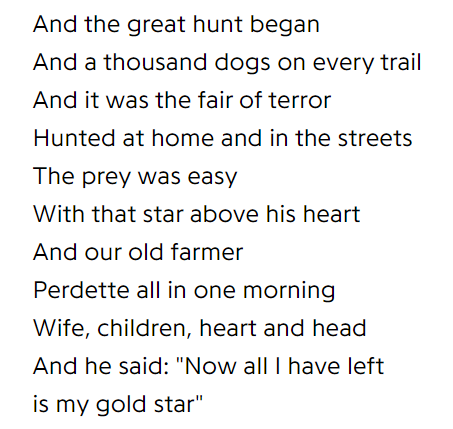 And the great hunt began
And a thousand dogs on every trail
And it was the fair of terror
Hunted at home and in the streets
The prey was easy
With that star above his heart
And our old farmer
Perdette all in one morning
Wife, children, heart and head
And he said: "Now all I have left
is my gold star"